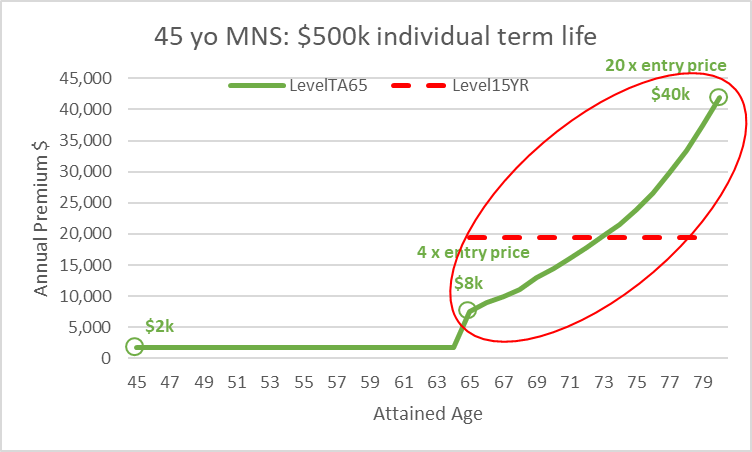 45 yo MNS: $500k individual term life
20 x entry price
45,000
LevelTA65
Level15YR
$40k
40,000
35,000
30,000
25,000
20,000
15,000
10,000
5,000
0
Annual Premium $
4 x entry price
$8k
$2k
45 47 49 51 53 55 57 59 61 63 65 67 69 71 73 75 77 79
Attained Age